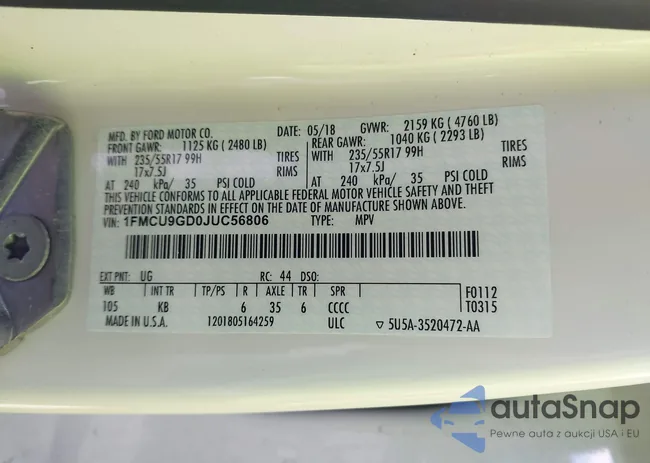 MFD. BY FORD MOTOR CO. DATE: 05/18 GVWR: 2159 KG ( 4760 LB)
FRONT GAWR: 1125 KG ( 2480 LB) REAR GAWR: 1040 KG ( 2293 LB)
WITH 235/55R17 99H TIRES WITH 235/55R17 99H TIRES
17x7.5J RIMS 17x7.5J RIMS
AT 240 kPa/ 35 PSI COLD AT 240 kPa/ 35 PSI COLD
THIS VEHICLE CONFORMS TO ALL APPLICABLE FEDERAL MOTOR VEHICLE SAFETY AND THEFT
PREVENTION STANDARDS IN EFFECT ON THE DATE OF MANUFACTURE SHOWN ABOVE.
VIN: 1FMCU9GD0JUC56806 TYPE: MPV
EXT PNT: UG RC: 44 DSO:
WB INT TR TP/PS R AXLE TR SPR F0112
105 KB 6 35 6 CCCC T0315
MADE IN U.S.A. 1201805164259 ULC ▽ 5U5A-3520472-AA
autaSnap
Pewne auta z aukcji USA i EU